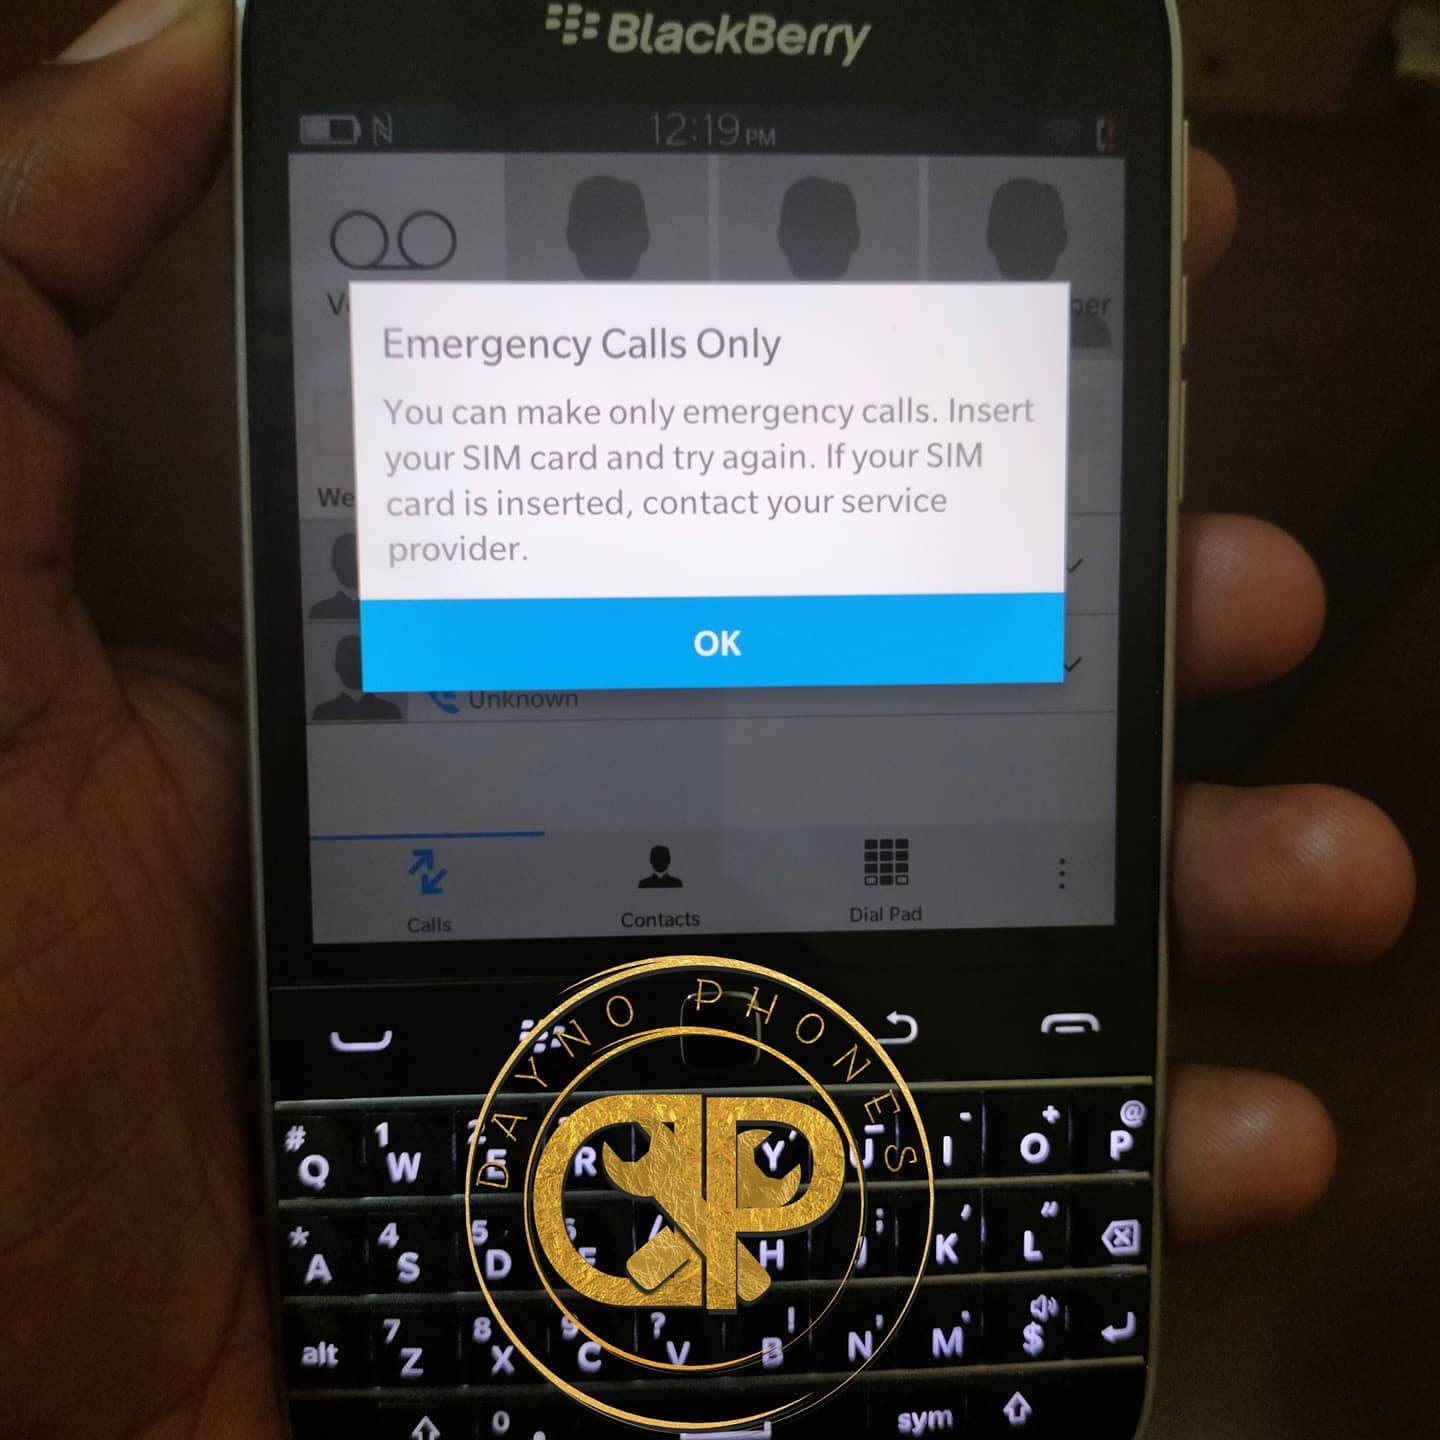 BlackBerry
12:19 PM
Emergency Calls Only
You can make only emergency calls. Insert
your SIM card and try again. If your SIM
card is inserted, contact your service
provider.
OK
We
Unknown
Calls
Contacts
Dial Pad
DAYNO PHONES
DP
# 1 - + @
Q W E R Y U I O P
* 4 5 ; ' "
A S D F H J K L
7 8 9 ? ! , . $
alt Z X C V B N M
0 sym